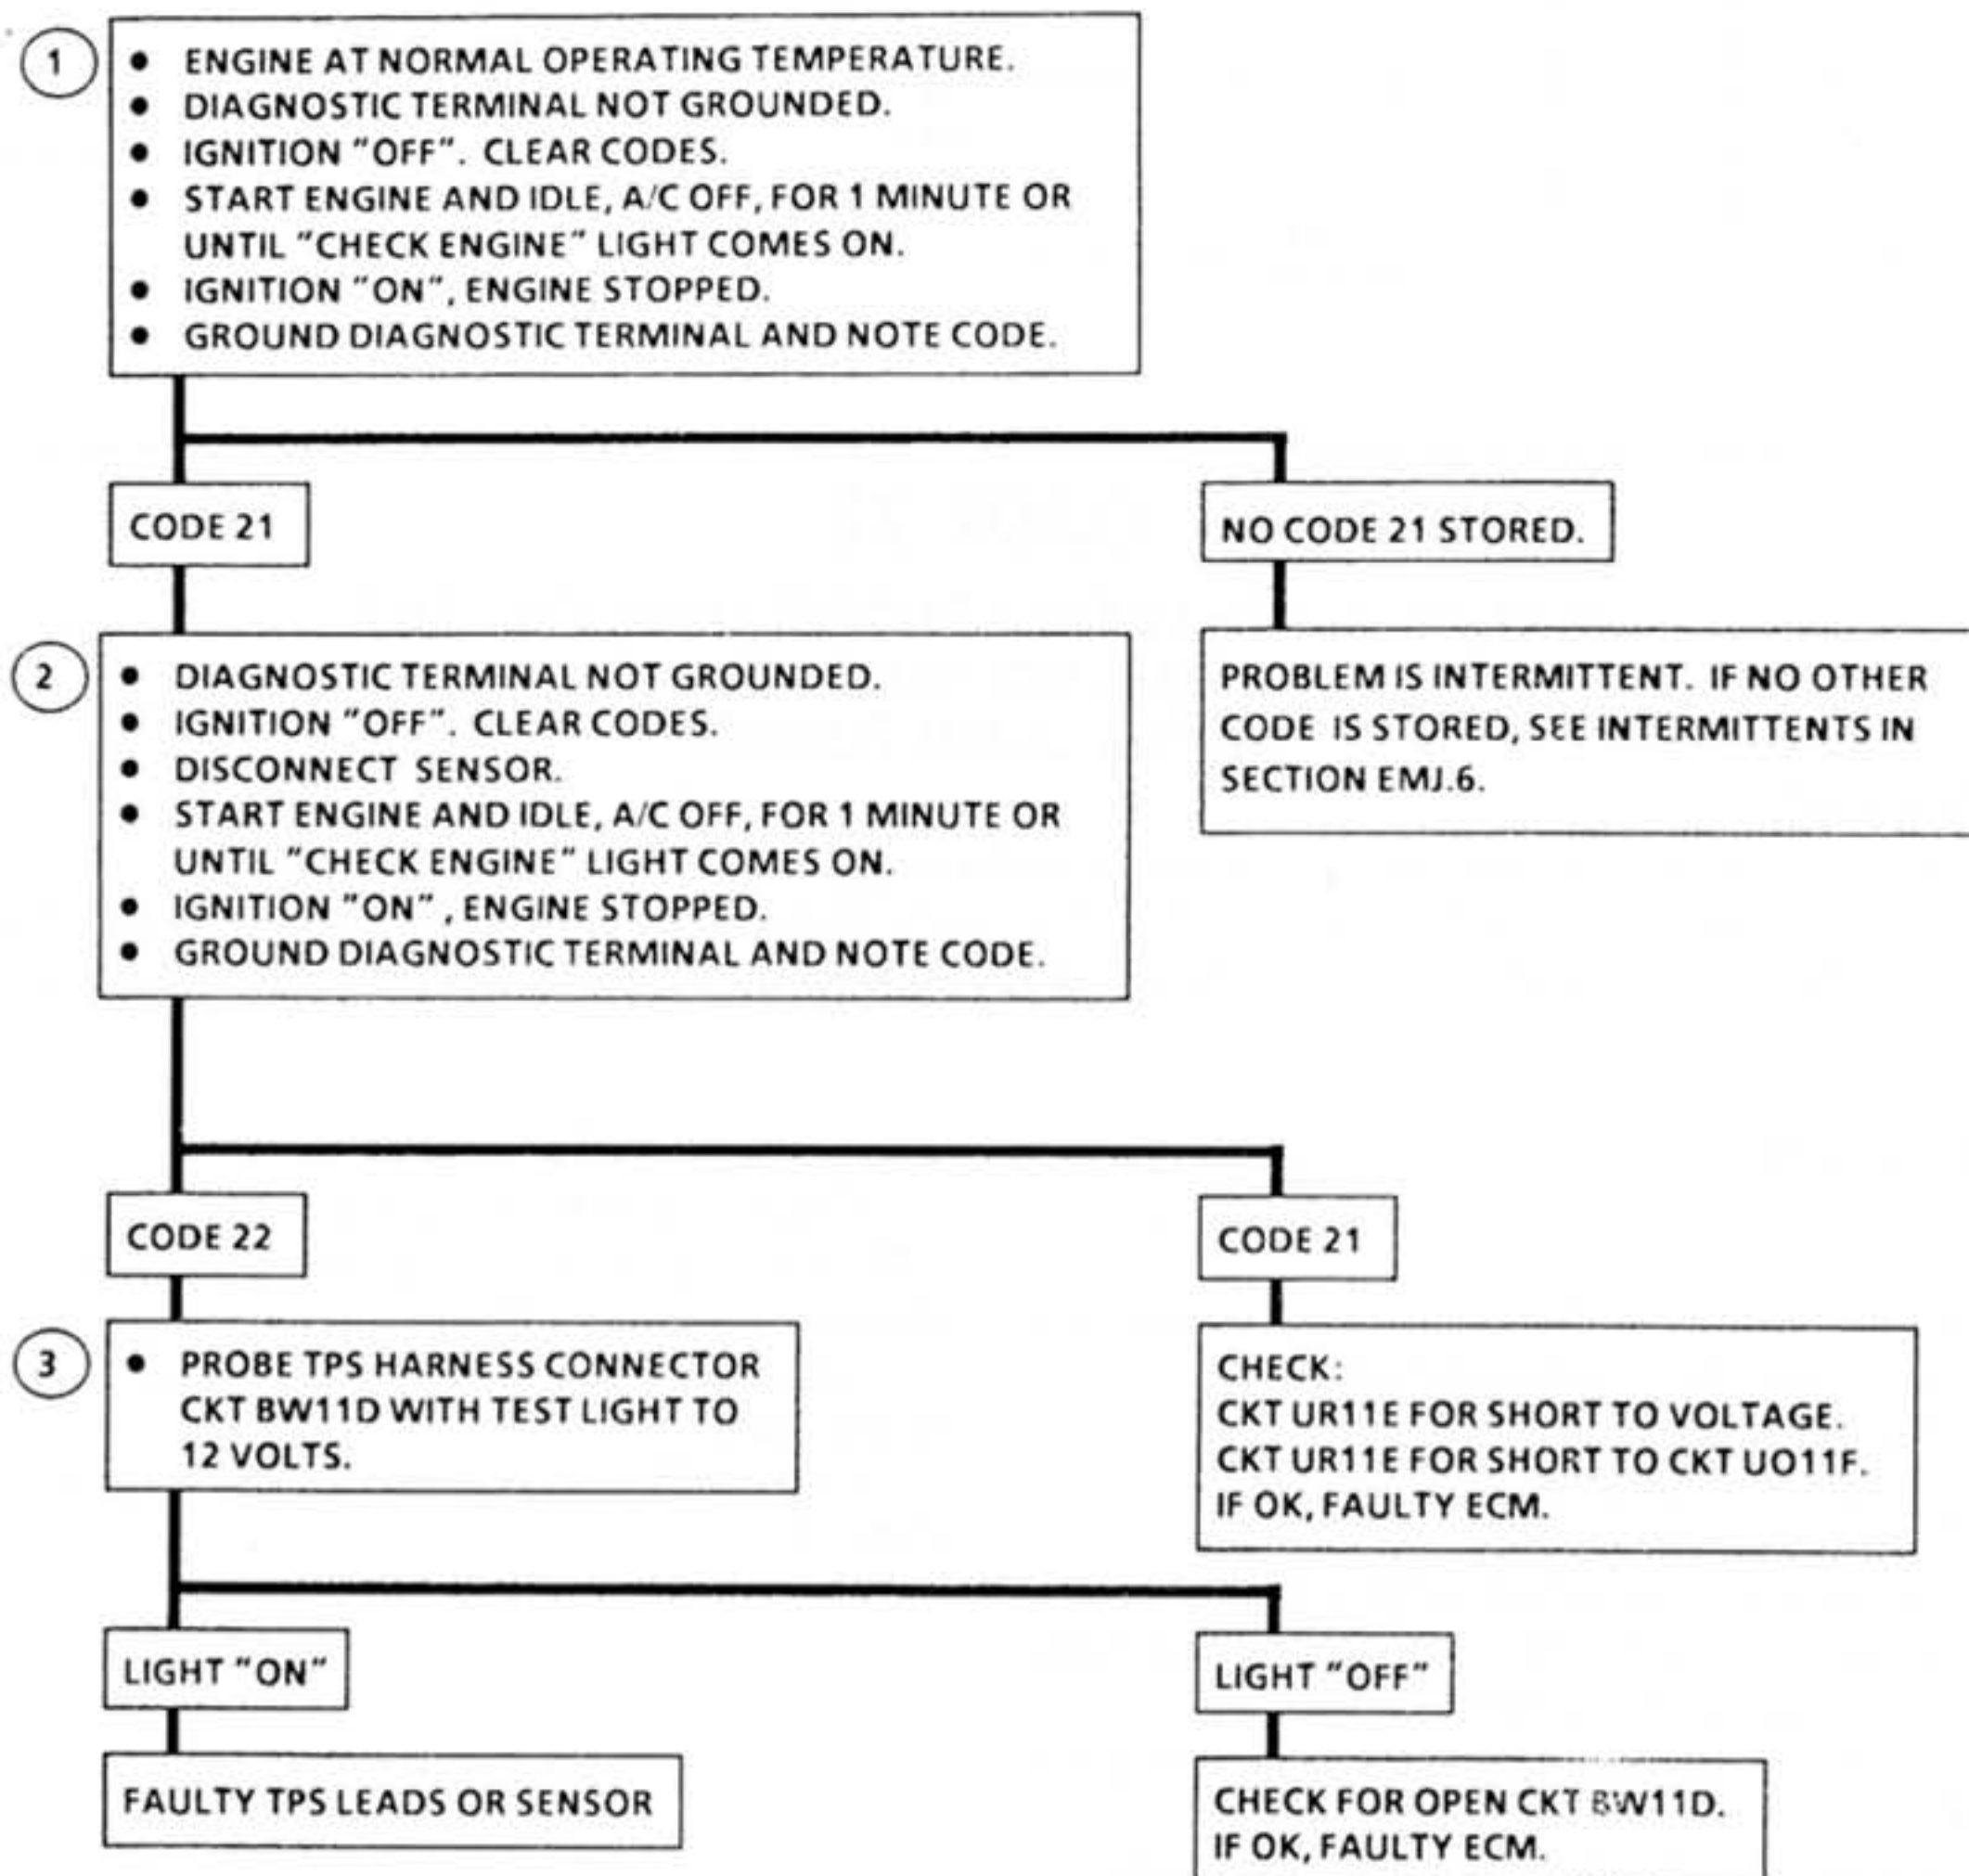 1
• ENGINE AT NORMAL OPERATING TEMPERATURE.
• DIAGNOSTIC TERMINAL NOT GROUNDED.
• IGNITION "OFF". CLEAR CODES.
• START ENGINE AND IDLE, A/C OFF, FOR 1 MINUTE OR
UNTIL "CHECK ENGINE" LIGHT COMES ON.
• IGNITION "ON", ENGINE STOPPED.
• GROUND DIAGNOSTIC TERMINAL AND NOTE CODE.
CODE 21
NO CODE 21 STORED.
2
• DIAGNOSTIC TERMINAL NOT GROUNDED.
• IGNITION "OFF". CLEAR CODES.
• DISCONNECT SENSOR.
• START ENGINE AND IDLE, A/C OFF, FOR 1 MINUTE OR
UNTIL "CHECK ENGINE" LIGHT COMES ON.
• IGNITION "ON", ENGINE STOPPED.
• GROUND DIAGNOSTIC TERMINAL AND NOTE CODE.
PROBLEM IS INTERMITTENT. IF NO OTHER
CODE IS STORED, SEE INTERMITTENTS IN
SECTION EMJ.6.
CODE 22
CODE 21
3
• PROBE TPS HARNESS CONNECTOR
CKT BW11D WITH TEST LIGHT TO
12 VOLTS.
CHECK:
CKT UR11E FOR SHORT TO VOLTAGE.
CKT UR11E FOR SHORT TO CKT UO11F.
IF OK, FAULTY ECM.
LIGHT "ON"
LIGHT "OFF"
FAULTY TPS LEADS OR SENSOR
CHECK FOR OPEN CKT BW11D.
IF OK, FAULTY ECM.